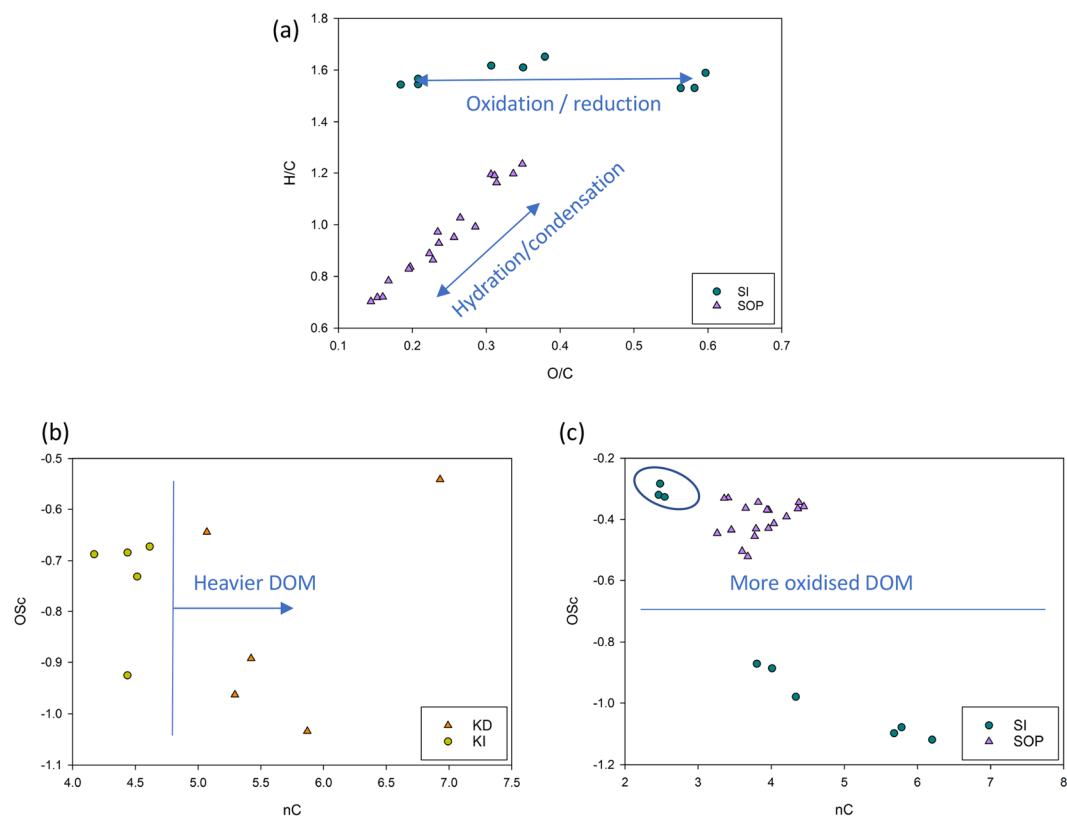 (a)
1.8
1.6
1.4
1.2
1.0
0.8
0.6
H/C
Oxidation / reduction
Hydration/condensation
SI
SOP
0.1 0.2 0.3 0.4 0.5 0.6 0.7
O/C
(b)
-0.5
-0.6
-0.7
-0.8
-0.9
-1.0
-1.1
OSc
Heavier DOM
KD
KI
4.0 4.5 5.0 5.5 6.0 6.5 7.0 7.5
nC
(c)
-0.2
-0.4
-0.6
-0.8
-1.0
-1.2
OSc
More oxidised DOM
SI
SOP
2 3 4 5 6 7 8
nC